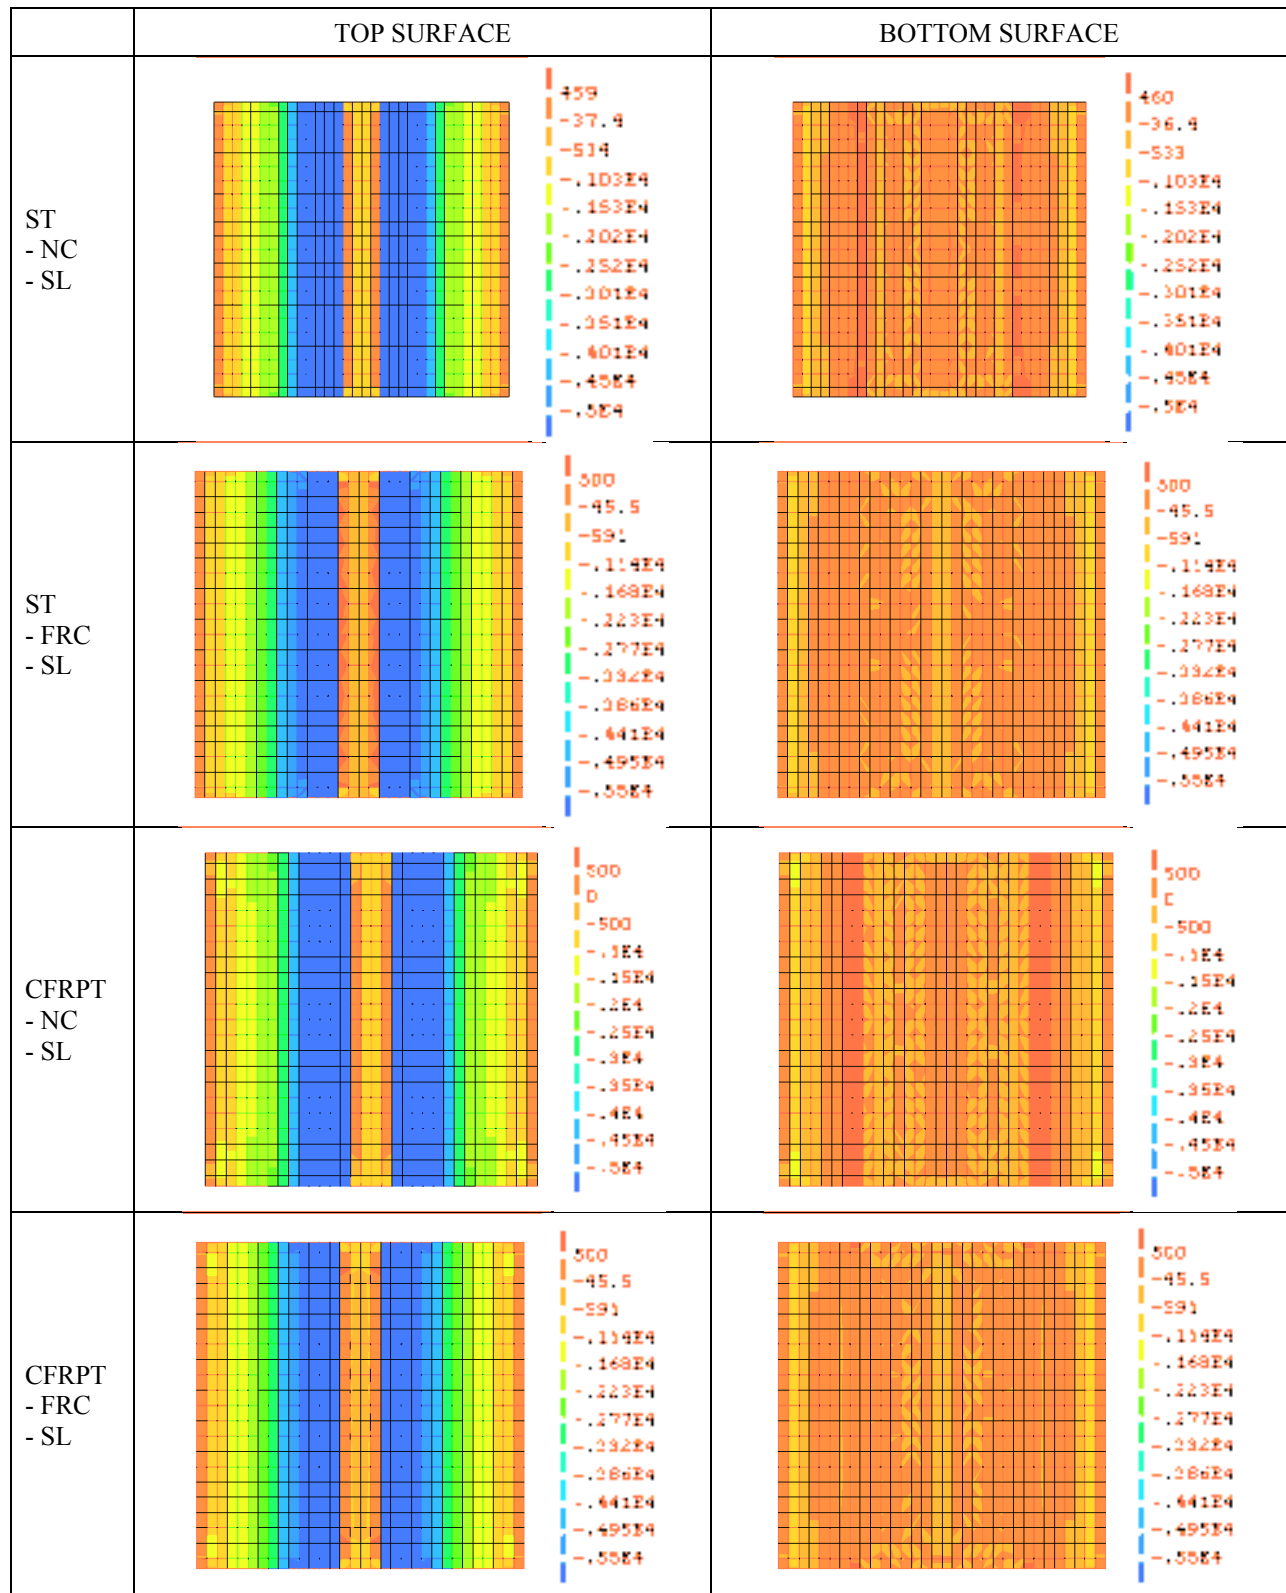 TOP SURFACE
BOTTOM SURFACE
ST
- NC
- SL
459
-37.4
-514
-.103E4
-.153E4
-.202E4
-.252E4
-.301E4
-.351E4
-.401E4
-.45E4
-.5E4
460
-36.4
-533
-.103E4
-.153E4
-.202E4
-.252E4
-.301E4
-.351E4
-.401E4
-.45E4
-.5E4
ST
- FRC
- SL
500
-45.5
-591
-.114E4
-.168E4
-.223E4
-.277E4
-.332E4
-.386E4
-.441E4
-.495E4
-.55E4
500
-45.5
-591
-.114E4
-.168E4
-.223E4
-.277E4
-.332E4
-.386E4
-.441E4
-.495E4
-.55E4
CFRPT
- NC
- SL
500
0
-500
-.1E4
-.15E4
-.2E4
-.25E4
-.3E4
-.35E4
-.4E4
-.45E4
-.5E4
500
-500
-.1E4
-.15E4
-.2E4
-.25E4
-.3E4
-.35E4
-.4E4
-.45E4
-.5E4
CFRPT
- FRC
- SL
500
-45.5
-591
-.114E4
-.168E4
-.223E4
-.277E4
-.332E4
-.386E4
-.441E4
-.495E4
-.55E4
500
-45.5
-591
-.114E4
-.168E4
-.223E4
-.277E4
-.332E4
-.386E4
-.441E4
-.495E4
-.55E4